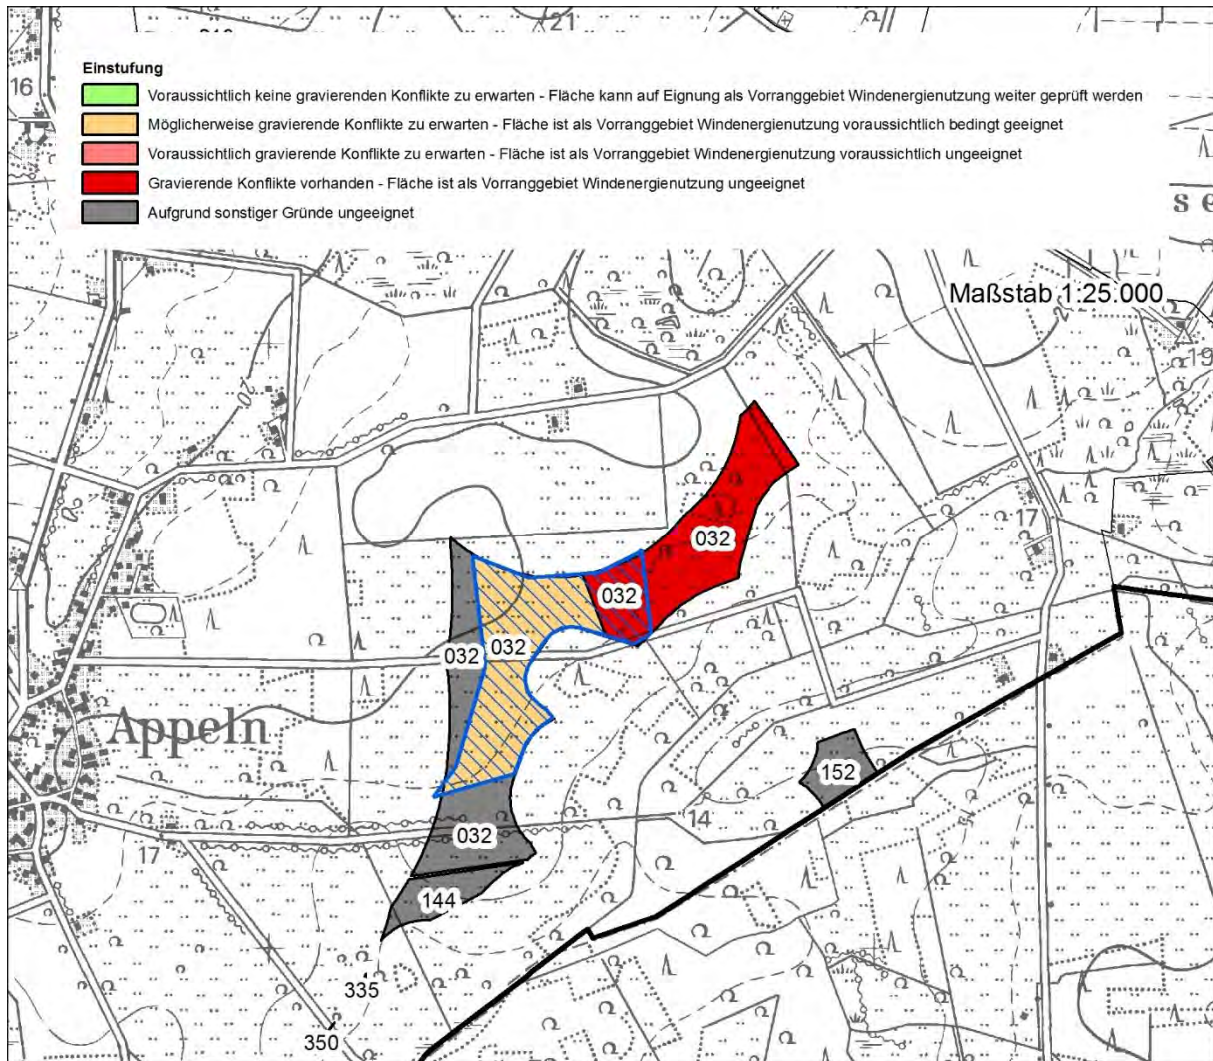 21
16
Einstufung
Voraussichtlich keine gravierenden Konflikte zu erwarten - Fläche kann auf Eignung als Vorranggebiet Windenergienutzung weiter geprüft werden
Möglicherweise gravierende Konflikte zu erwarten - Fläche ist als Vorranggebiet Windenergienutzung voraussichtlich bedingt geeignet
Voraussichtlich gravierende Konflikte zu erwarten - Fläche ist als Vorranggebiet Windenergienutzung voraussichtlich ungeeignet
Gravierende Konflikte vorhanden - Fläche ist als Vorranggebiet Windenergienutzung ungeeignet
Aufgrund sonstiger Gründe ungeeignet
se
Maßstab 1:25.000
19
20
17
032
032
032
032
Appeln
152
14
032
17
144
335
350